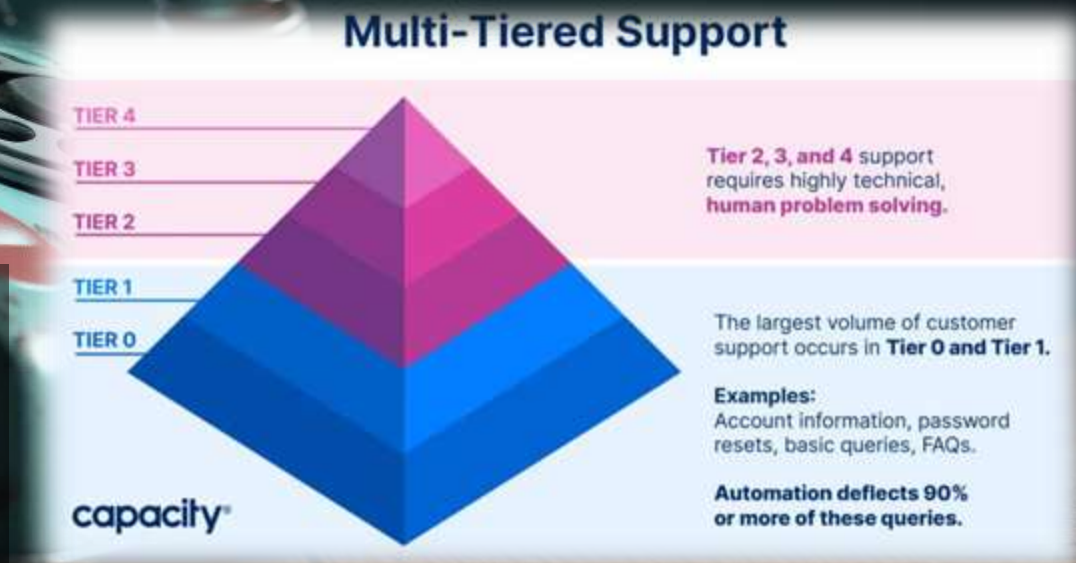 Multi-Tiered Support
TIER 4
TIER 3
TIER 2
TIER 1
TIER 0
Tier 2, 3, and 4 support
requires highly technical,
human problem solving.
The largest volume of customer
support occurs in Tier 0 and Tier 1.
Examples:
Account information, password
resets, basic queries, FAQs.
Automation deflects 90%
or more of these queries.
capacity